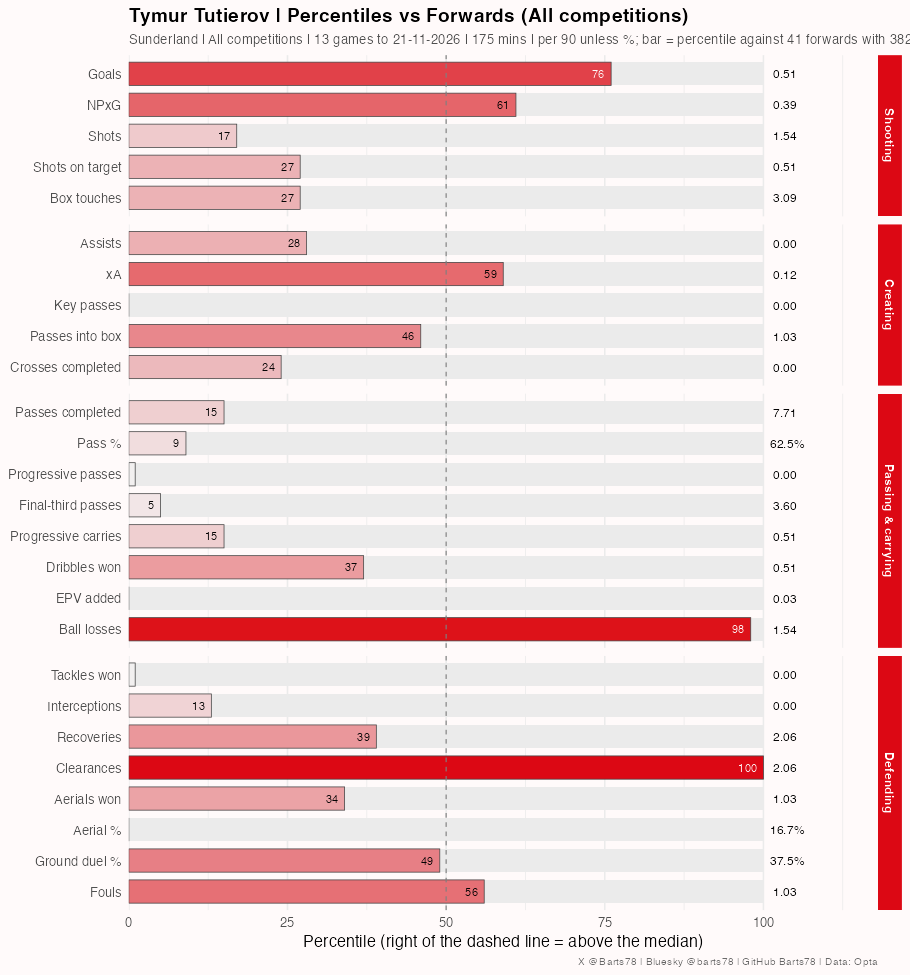 Tymur Tutierov | Percentiles vs Forwards (All competitions)
Sunderland | All competitions | 13 games to 21-11-2026 | 175 mins | per 90 unless %; bar = percentile against 41 forwards with 382
Shooting
Goals 76 0.51
NPxG 61 0.39
Shots 17 1.54
Shots on target 27 0.51
Box touches 27 3.09
Creating
Assists 28 0.00
xA 59 0.12
Key passes 0.00
Passes into box 46 1.03
Crosses completed 24 0.00
Passing & carrying
Passes completed 15 7.71
Pass % 9 62.5%
Progressive passes 0.00
Final-third passes 5 3.60
Progressive carries 15 0.51
Dribbles won 37 0.51
EPV added 0.03
Ball losses 98 1.54
Defending
Tackles won 0.00
Interceptions 13 0.00
Recoveries 39 2.06
Clearances 100 2.06
Aerials won 34 1.03
Aerial % 16.7%
Ground duel % 49 37.5%
Fouls 56 1.03
0 25 50 75 100
Percentile (right of the dashed line = above the median)
X @Barts78 | Bluesky @barts78 | GitHub Barts78 | Data: Opta